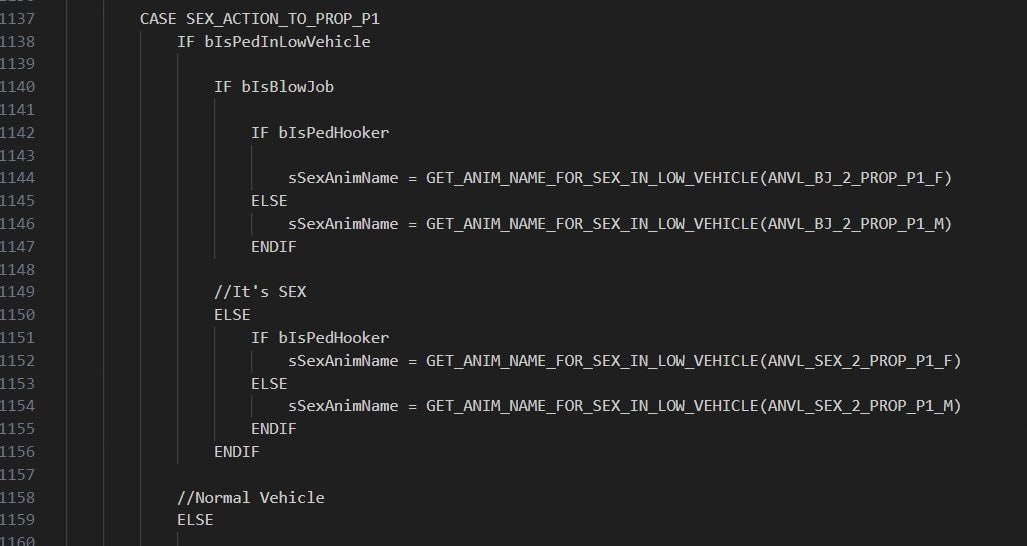 1137 CASE SEX_ACTION_TO_PROP_P1
1138 IF bIsPedInLowVehicle
1139
1140 IF bIsBlowJob
1141
1142 IF bIsPedHooker
1143
1144 sSexAnimName = GET_ANIM_NAME_FOR_SEX_IN_LOW_VEHICLE(ANVL_BJ_2_PROP_P1_F)
1145 ELSE
1146 sSexAnimName = GET_ANIM_NAME_FOR_SEX_IN_LOW_VEHICLE(ANVL_BJ_2_PROP_P1_M)
1147 ENDIF
1148
1149 //It's SEX
1150 ELSE
1151 IF bIsPedHooker
1152 sSexAnimName = GET_ANIM_NAME_FOR_SEX_IN_LOW_VEHICLE(ANVL_SEX_2_PROP_P1_F)
1153 ELSE
1154 sSexAnimName = GET_ANIM_NAME_FOR_SEX_IN_LOW_VEHICLE(ANVL_SEX_2_PROP_P1_M)
1155 ENDIF
1156 ENDIF
1157
1158 //Normal Vehicle
1159 ELSE
1160